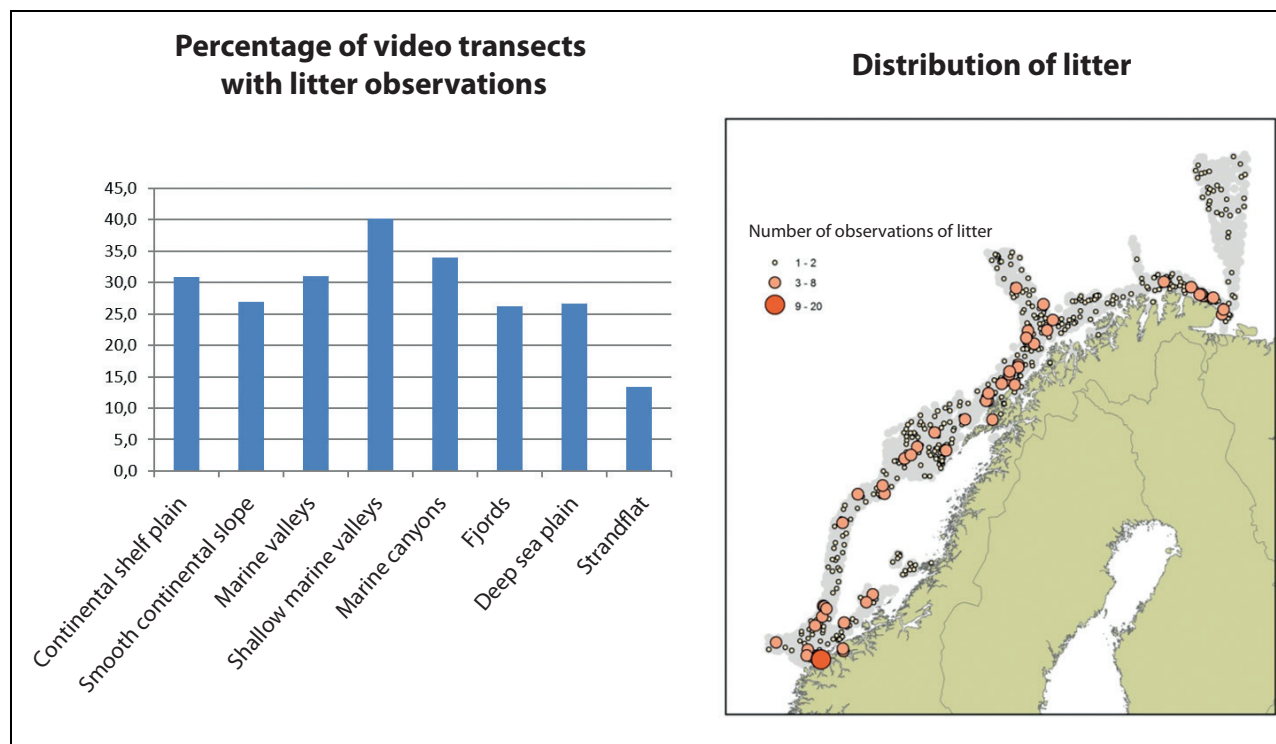 Percentage of video transects
with litter observations
45,0
40,0
35,0
30,0
25,0
20,0
15,0
10,0
5,0
0,0
Continental shelf plain
Smooth continental slope
Marine valleys
Shallow marine valleys
Marine canyons
Fjords
Deep sea plain
Strandflat
Distribution of litter
Number of observations of litter
1 - 2
3 - 8
9 - 20